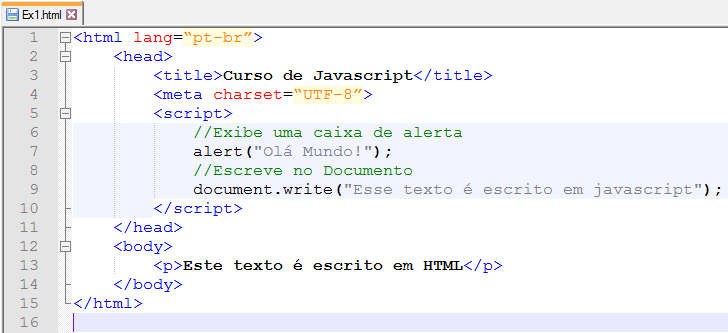 Ex1.html
1 <html lang=“pt-br”>
2 <head>
3 <title>Curso de Javascript</title>
4 <meta charset=“UTF-8”>
5 <script>
6 //Exibe uma caixa de alerta
7 alert("Olá Mundo!");
8 //Escreve no Documento
9 document.write("Esse texto é escrito em javascript");
10 </script>
11 </head>
12 <body>
13 <p>Este texto é escrito em HTML</p>
14 </body>
15 </html>
16